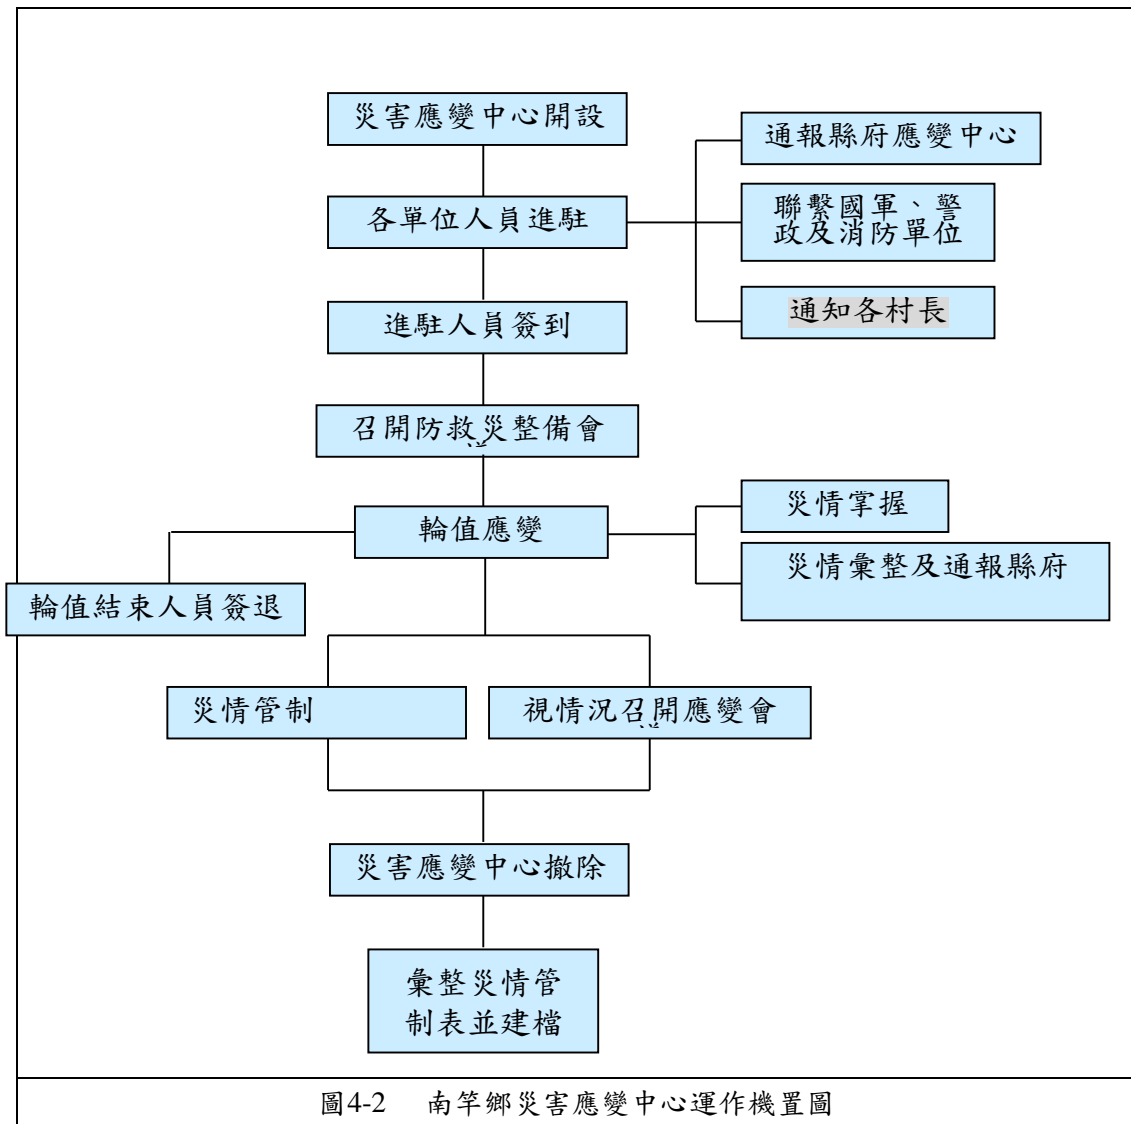 災害應變中心開設
通報縣府應變中心
各單位人員進駐
聯繫國軍、警
政及消防單位
進駐人員簽到
通知各村長
召開防救災整備會
輪值應變
災情掌握
災情彙整及通報縣府
輪值結束人員簽退
災情管制
視情況召開應變會
災害應變中心撤除
彙整災情管
制表並建檔
圖4-2 南竿鄉災害應變中心運作機置圖